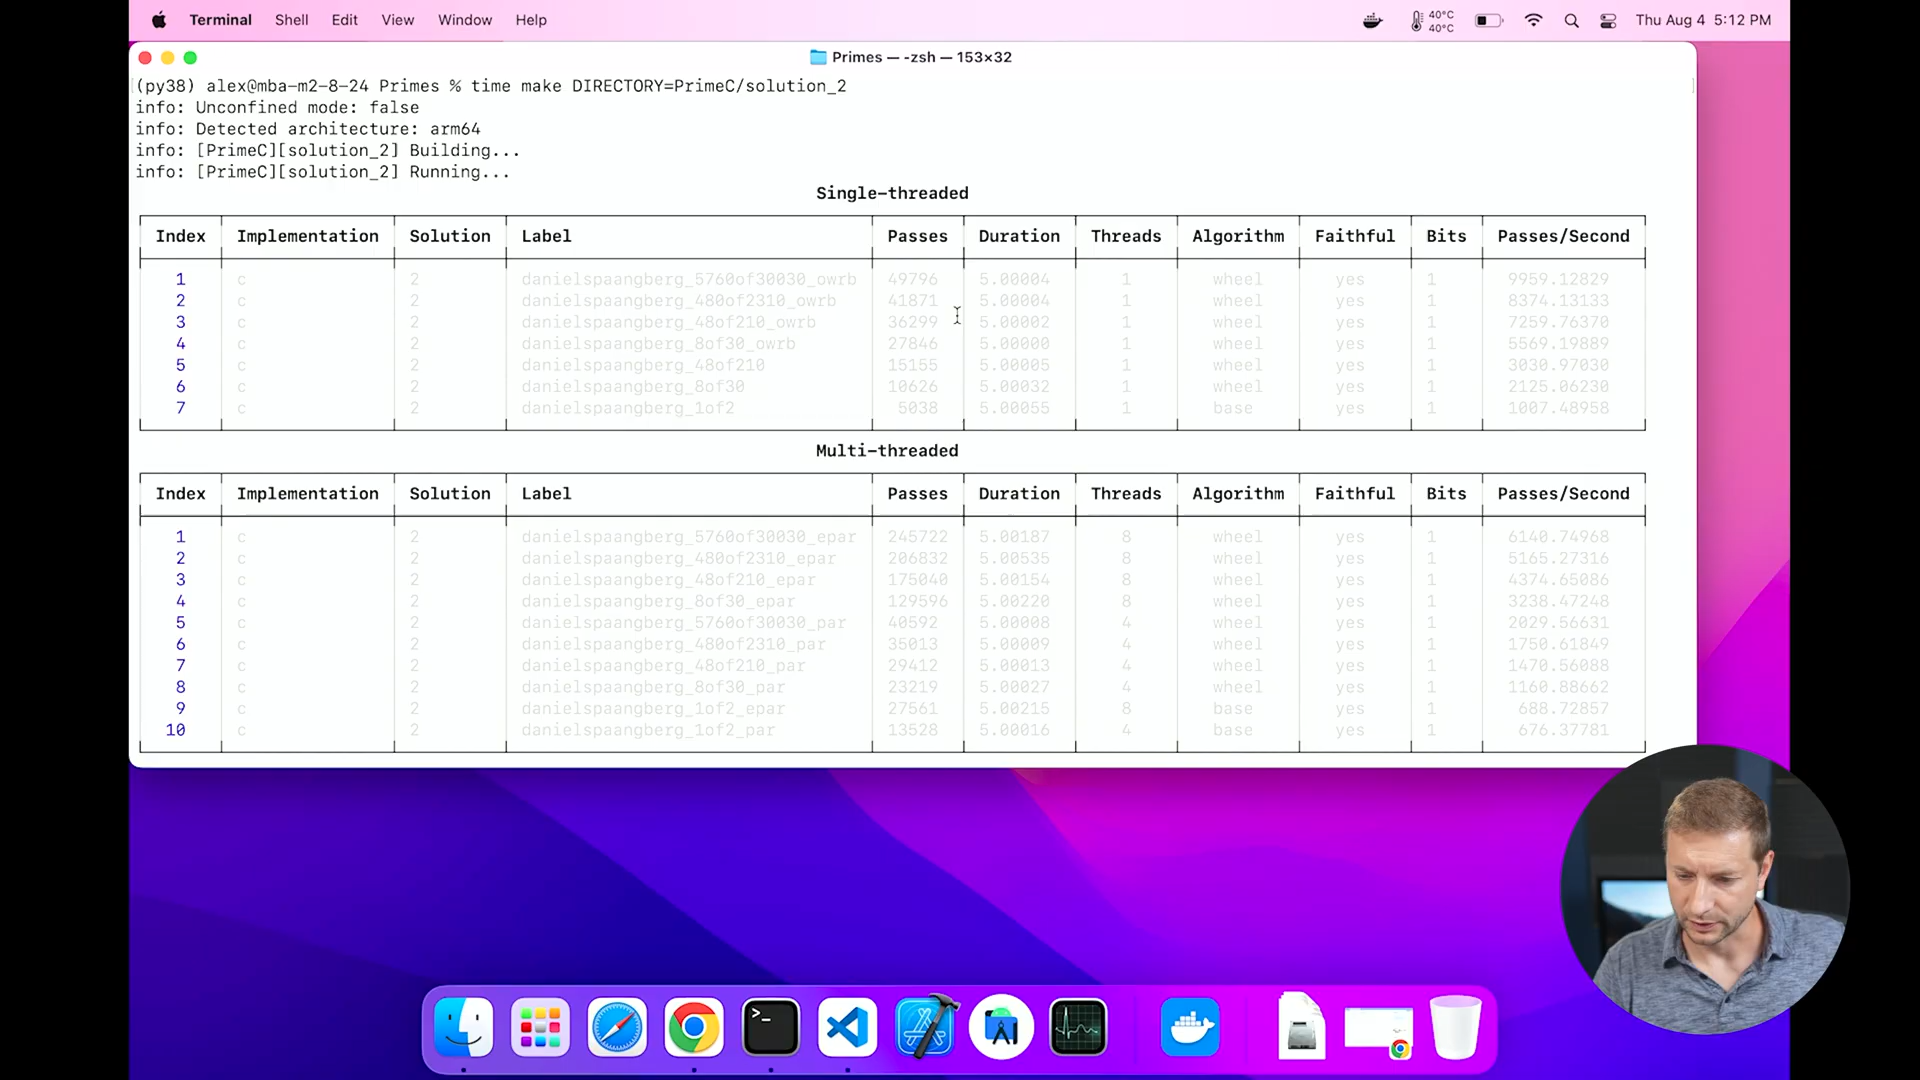 Terminal Shell Edit View Window Help 40°C 40°C Thu Aug 4 5:12 PM
Primes — -zsh — 153×32
(py38) alex@mba-m2-8-24 Primes % time make DIRECTORY=PrimeC/solution_2
info: Unconfined mode: false
info: Detected architecture: arm64
info: [PrimeC][solution_2] Building...
info: [PrimeC][solution_2] Running...
Single-threaded
Index Implementation Solution Label Passes Duration Threads Algorithm Faithful Bits Passes/Second
1 c 2 danielspaangberg_5760of30030_owrb 49796 5.00004 1 wheel yes 1 9959.12829
2 c 2 danielspaangberg_480of2310_owrb 41871 5.00004 1 wheel yes 1 8374.13133
3 c 2 danielspaangberg_48of210_owrb 36299 5.00002 1 wheel yes 1 7259.76370
4 c 2 danielspaangberg_8of30_owrb 27846 5.00000 1 wheel yes 1 5569.19889
5 c 2 danielspaangberg_48of210 15155 5.00005 1 wheel yes 1 3030.97030
6 c 2 danielspaangberg_8of30 10626 5.00032 1 wheel yes 1 2125.06230
7 c 2 danielspaangberg_1of2 5038 5.00055 1 base yes 1 1007.48958
Multi-threaded
Index Implementation Solution Label Passes Duration Threads Algorithm Faithful Bits Passes/Second
1 c 2 danielspaangberg_5760of30030_epar 245722 5.00187 8 wheel yes 1 6140.74968
2 c 2 danielspaangberg_480of2310_epar 206832 5.00535 8 wheel yes 1 5165.27316
3 c 2 danielspaangberg_48of210_epar 175040 5.00154 8 wheel yes 1 4374.65086
4 c 2 danielspaangberg_8of30_epar 129596 5.00220 8 wheel yes 1 3238.47248
5 c 2 danielspaangberg_5760of30030_par 40592 5.00008 4 wheel yes 1 2029.56631
6 c 2 danielspaangberg_480of2310_par 35013 5.00009 4 wheel yes 1 1750.61849
7 c 2 danielspaangberg_48of210_par 29412 5.00013 4 wheel yes 1 1470.56088
8 c 2 danielspaangberg_8of30_par 23219 5.00027 4 wheel yes 1 1160.88662
9 c 2 danielspaangberg_1of2_epar 27561 5.00215 8 base yes 1 688.72857
10 c 2 danielspaangberg_1of2_par 13528 5.00016 4 base yes 1 676.37781